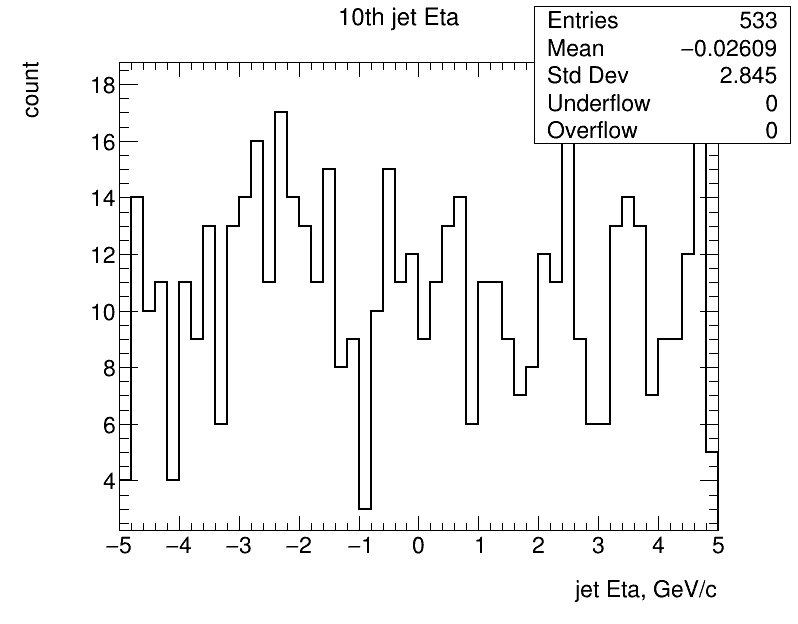 10th jet Eta
Entries 533
Mean −0.02609
Std Dev 2.845
Underflow 0
Overflow 0
count
18
16
14
12
10
8
6
4
−5 −4 −3 −2 −1 0 1 2 3 4 5
jet Eta, GeV/c